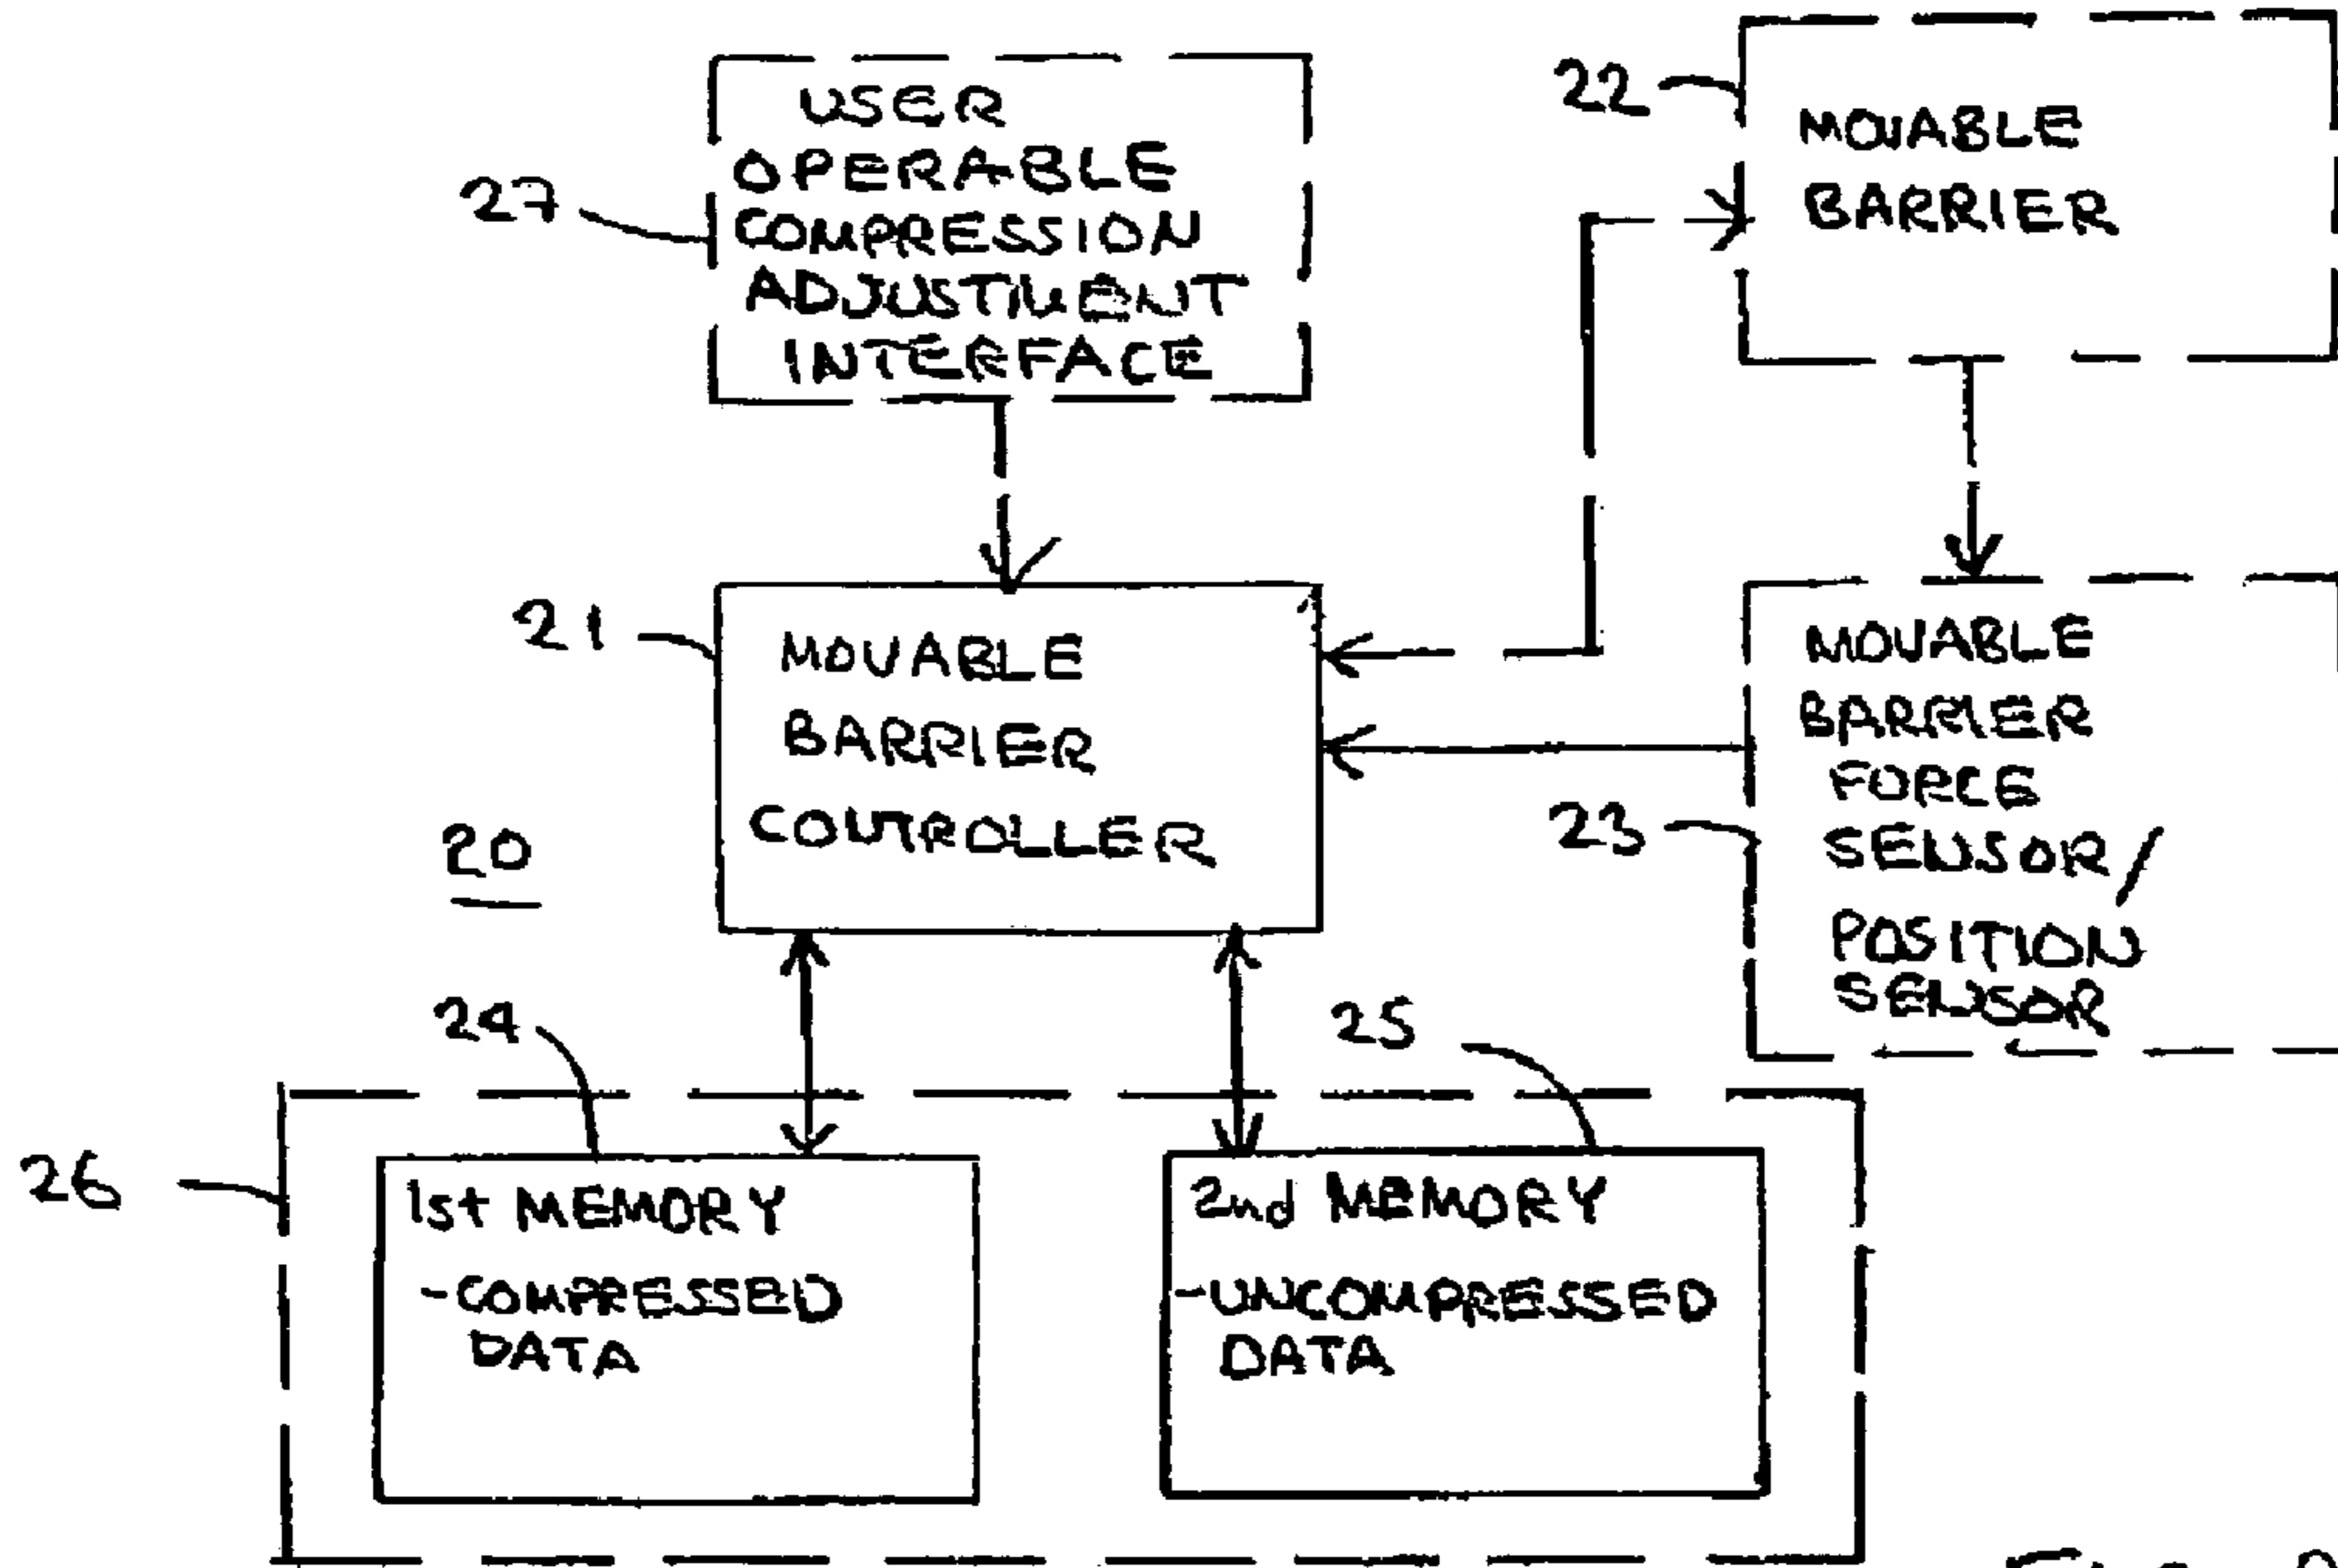 USER
OPERABLE
COMPRESSION
ADJUSTMENT
INTERFACE
27
22
MOVABLE
BARRIER
21
MOVABLE
BARRIER
CONTROLLER
20
23
MOVABLE
BARRIER
FORCE
SENSOR/
POSITION
SENSOR
24
25
26
1st MEMORY
-COMPRESSED
DATA
2nd MEMORY
-UNCOMPRESSED
DATA